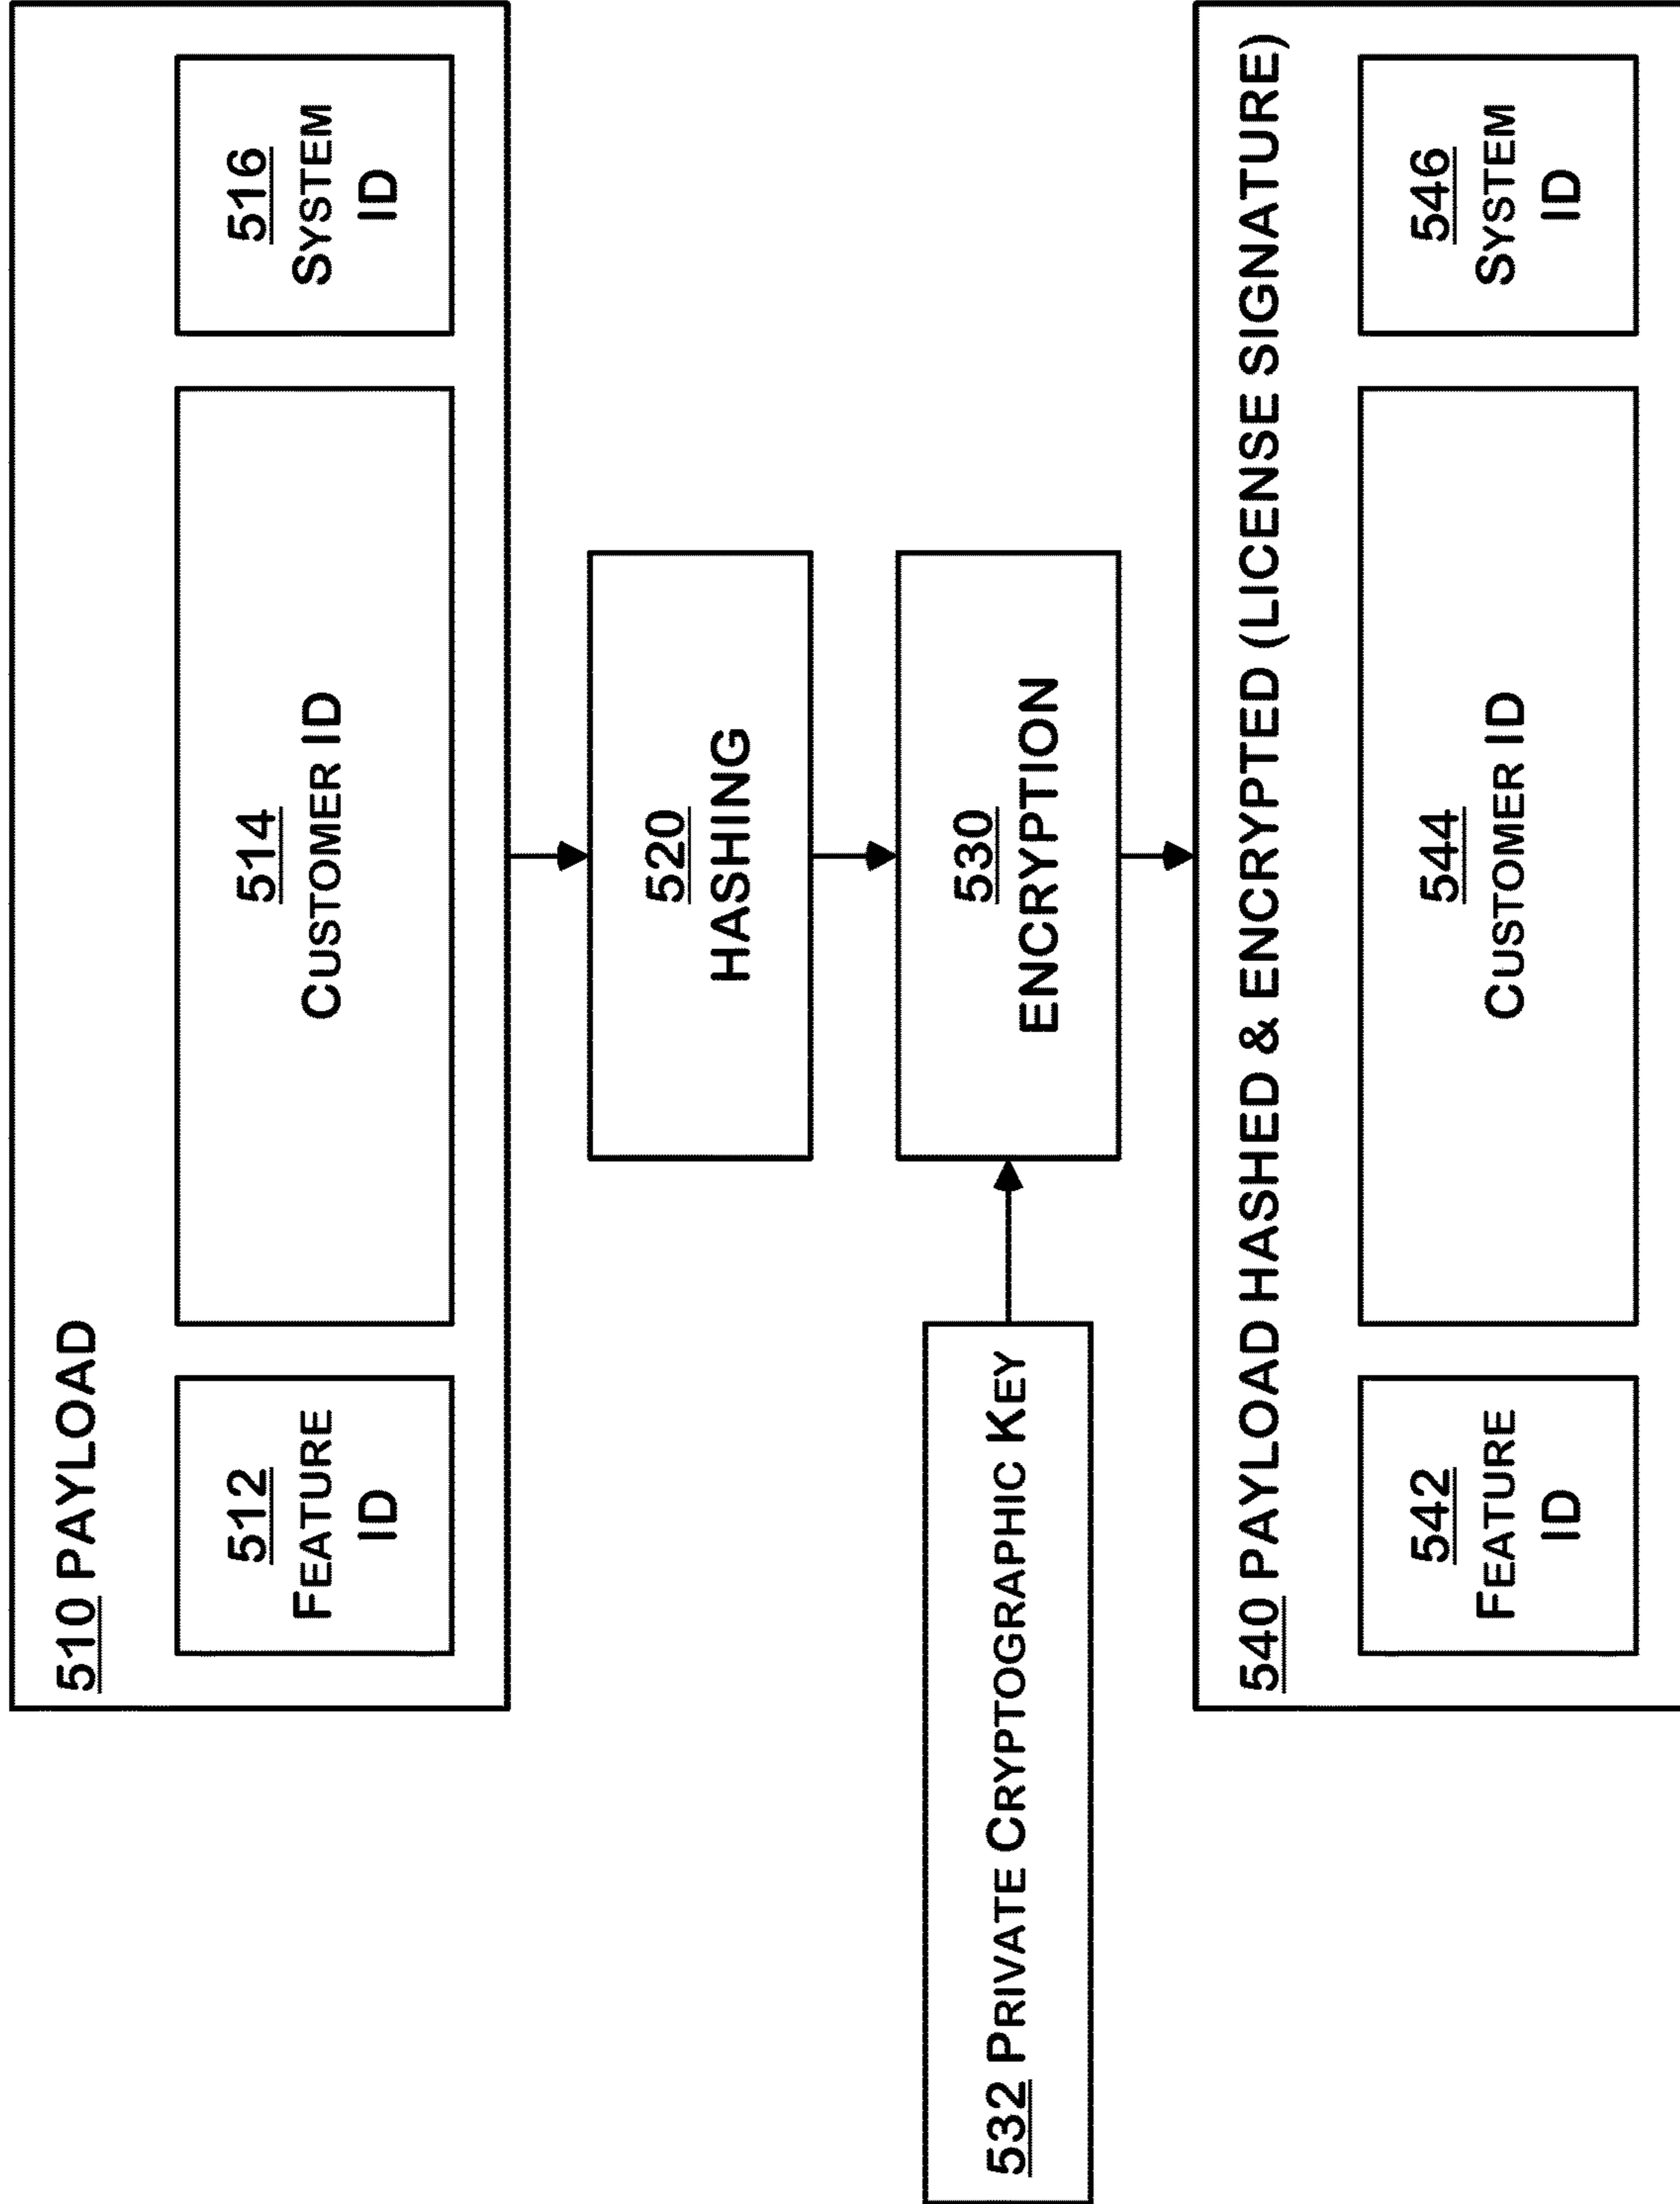 510 PAYLOAD
512
FEATURE
ID
514
CUSTOMER ID
516
SYSTEM
ID
520
HASHING
530
ENCRYPTION
532 PRIVATE CRYPTOGRAPHIC KEY
540 PAYLOAD HASHED & ENCRYPTED (LICENSE SIGNATURE)
542
FEATURE
ID
544
CUSTOMER ID
546
SYSTEM
ID